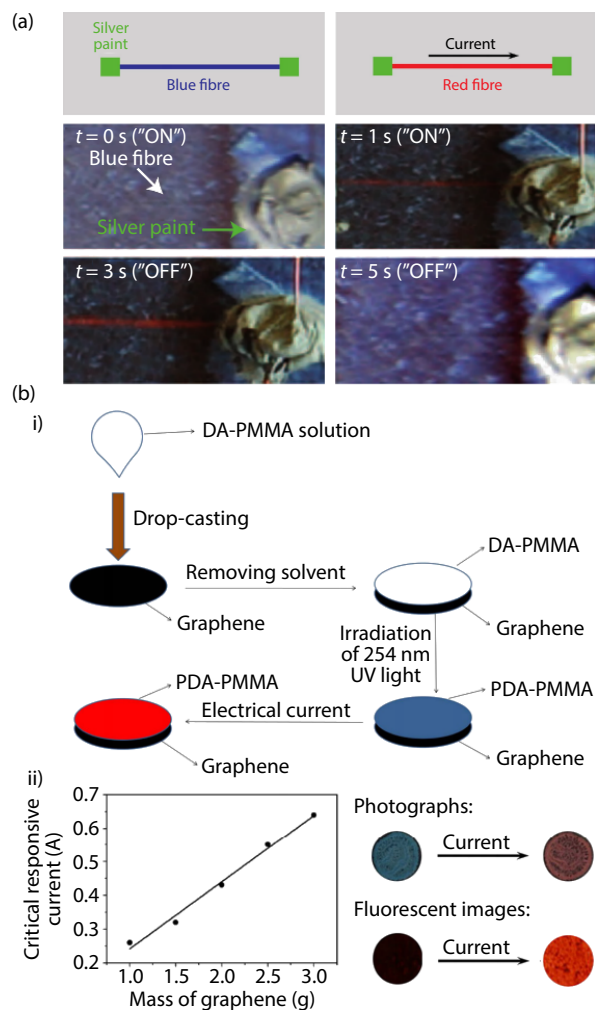 (a)
Silver
paint
Blue fibre
Current
Red fibre
t = 0 s ("ON")
Blue fibre
Silver paint
t = 1 s ("ON")
t = 3 s ("OFF")
t = 5 s ("OFF")
(b)
i)
DA-PMMA solution
Drop-casting
Removing solvent
Graphene
DA-PMMA
Graphene
Irradiation
of 254 nm
UV light
PDA-PMMA
Graphene
PDA-PMMA
Electrical current
Graphene
ii)
Critical responsive
current (A)
0.7
0.6
0.5
0.4
0.3
0.2
1.0 1.5 2.0 2.5 3.0
Mass of graphene (g)
Photographs:
Current
Fluorescent images:
Current